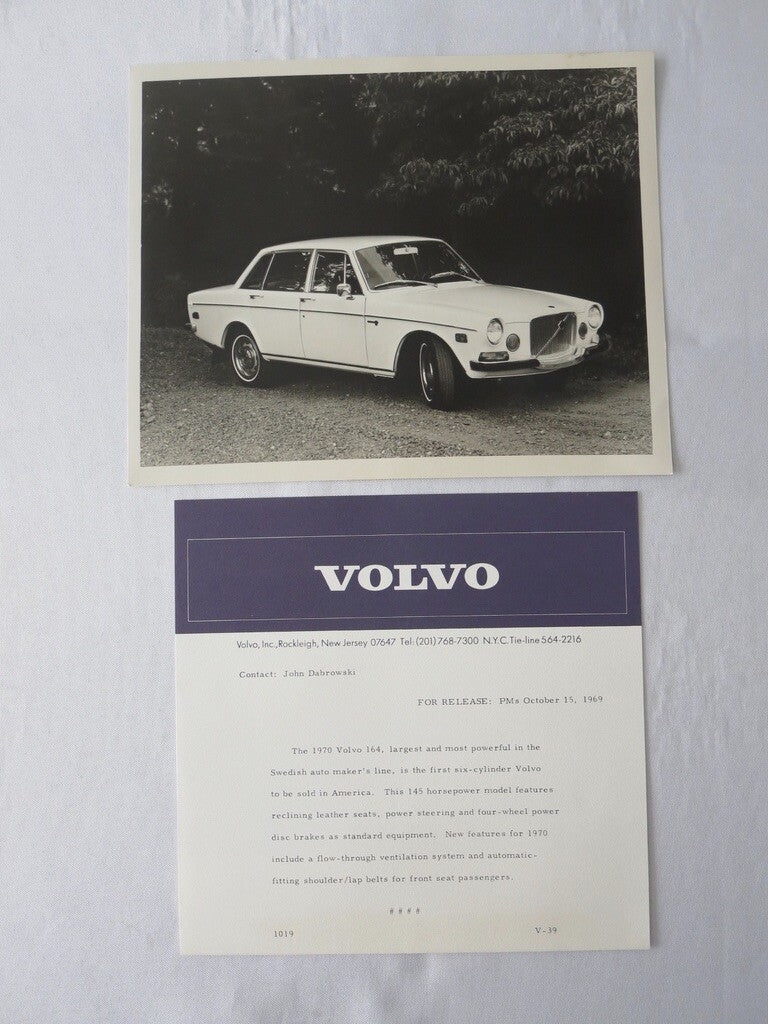 VOLVO
Volvo, Inc., Rockleigh, New Jersey 07647 Tel: (201) 768-7300 N.Y.C. Tie-line 564-2216
Contact: John Dabrowski
FOR RELEASE: PMs October 15, 1969
The 1970 Volvo 164, largest and most powerful in the
Swedish auto maker's line, is the first six-cylinder Volvo
to be sold in America. This 145 horsepower model features
reclining leather seats, power steering and four-wheel power
disc brakes as standard equipment. New features for 1970
include a flow-through ventilation system and automatic-
fitting shoulder/lap belts for front seat passengers.
# # # #
1019 V-39